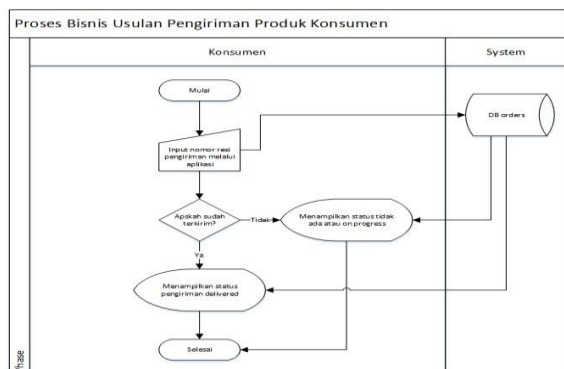 Proses Bisnis Usulan Pengiriman Produk Konsumen
Konsumen
System
Mulai
DB orders
Input nomor resi
pengiriman melalui
aplikasi
Apakah sudah
terkirim?
Tidak
Menampilkan status tidak
ada atau on progress
Ya
Menampilkan status
pengiriman delivered
Selesai
Phase